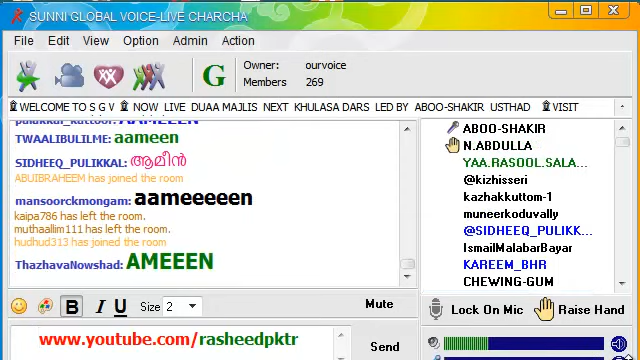 SUNNI GLOBAL VOICE-LIVE CHARCHA
File Edit View Option Admin Action
G
Owner: ourvoice
Members 269
WELCOME TO S G V NOW LIVE DUAA MAJLIS NEXT KHULASA DARS LED BY ABOO-SHAKIR USTHAD VISIT
TWAALIBULILME: aameen
SIDHEEQ_PULIKKAL: ആമീൻ
ABUIBRAHEEM has joined the room
mansoorckmongam: aameeeeen
kaipa786 has left the room.
muthaallim111 has left the room.
hudhud313 has joined the room
ThazhavaNowshad: AMEEEN
ABOO-SHAKIR
N.ABDULLA
YAA.RASOOL.SALA...
@kizhisseri
kazhakkuttom-1
muneerkoduvally
@SIDHEEQ_PULIKK...
IsmailMalabarBayar
KAREEM_BHR
CHEWING-GUM
B I U Size 2 Mute
Lock On Mic Raise Hand
www.youtube.com/rasheedpktr
Send